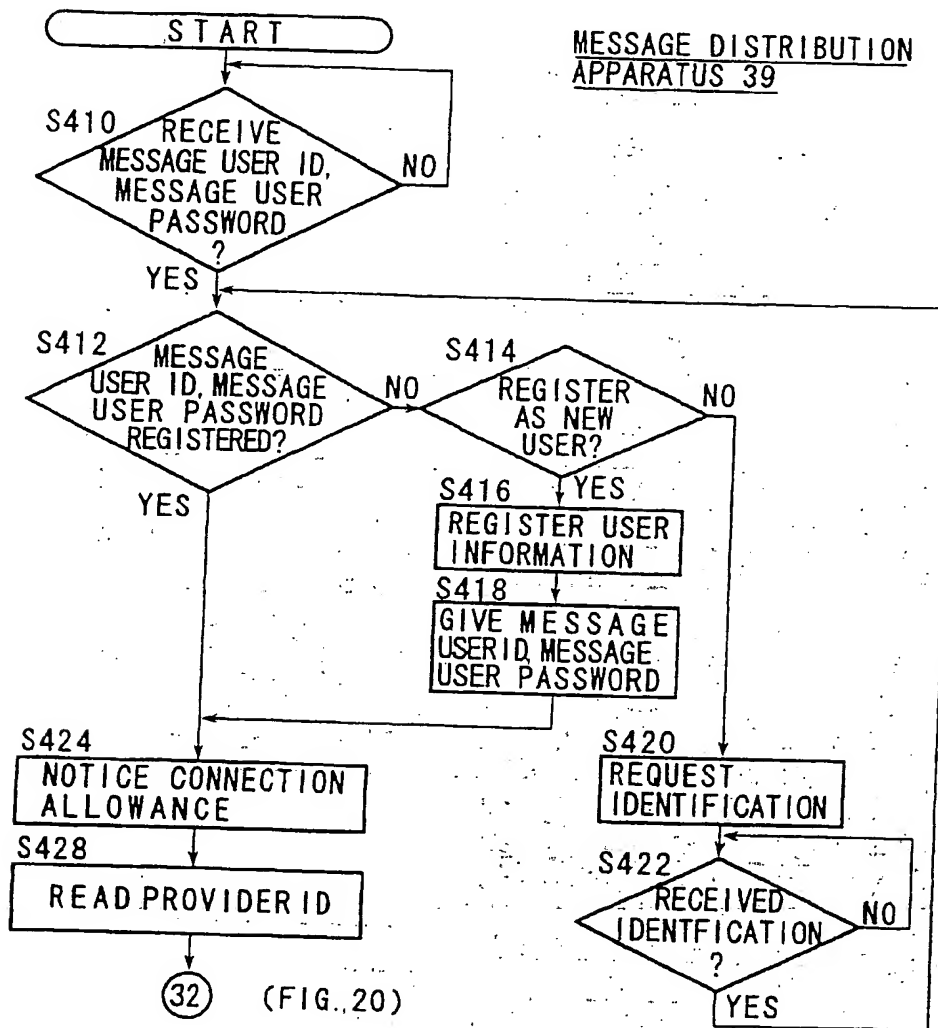 START
MESSAGE DISTRIBUTION
APPARATUS 39
S410
RECEIVE
MESSAGE USER ID,
MESSAGE USER
PASSWORD
?
NO
YES
S412
MESSAGE
USER ID, MESSAGE
USER PASSWORD
REGISTERED?
NO
YES
S414
REGISTER
AS NEW
USER?
NO
YES
S416
REGISTER USER
INFORMATION
S418
GIVE MESSAGE
USERID, MESSAGE
USER PASSWORD
S424
NOTICE CONNECTION
ALLOWANCE
S420
REQUEST
IDENTIFICATION
S428
READ PROVIDER ID
S422
RECEIVED
IDENTFICATION
?
NO
YES
32
(FIG. 20)